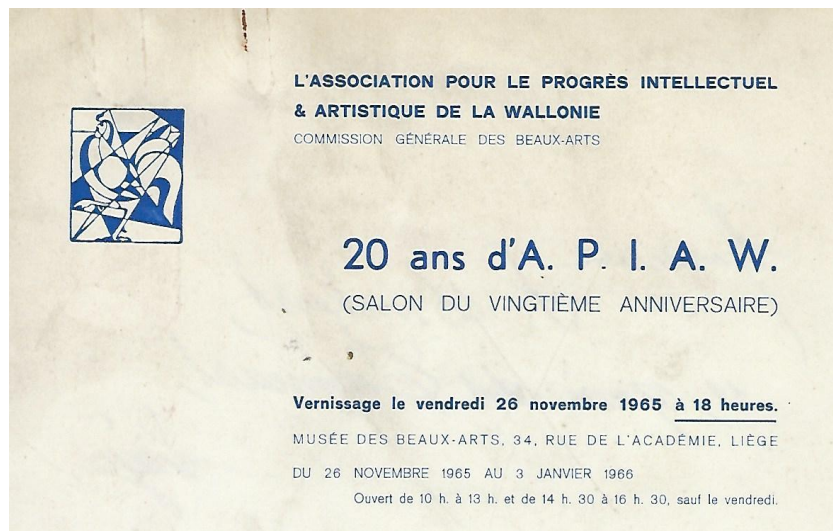 L'ASSOCIATION POUR LE PROGRÈS INTELLECTUEL
& ARTISTIQUE DE LA WALLONIE
COMMISSION GÉNÉRALE DES BEAUX-ARTS
20 ans d'A. P. I. A. W.
(SALON DU VINGTIÈME ANNIVERSAIRE)
Vernissage le vendredi 26 novembre 1965 à 18 heures.
MUSÉE DES BEAUX-ARTS, 34, RUE DE L'ACADÉMIE, LIÈGE
DU 26 NOVEMBRE 1965 AU 3 JANVIER 1966
Ouvert de 10 h. à 13 h. et de 14 h. 30 à 16 h. 30, sauf le vendredi.